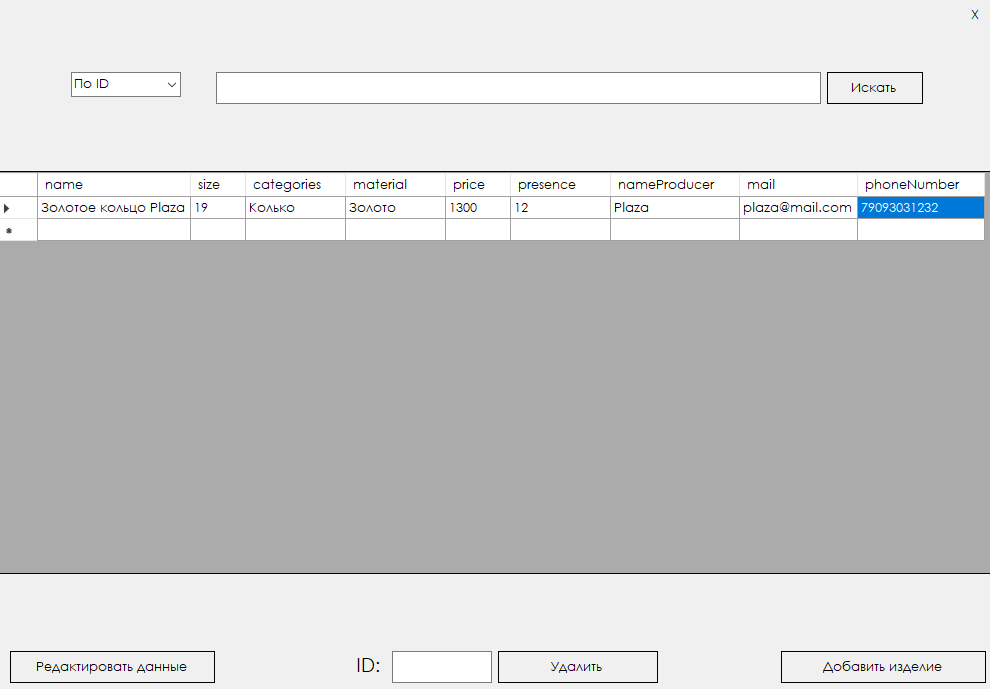 X
По ID
Искать
name size categories material price presence nameProducer mail phoneNumber
Золотое кольцо Plaza 19 Колько Золото 1300 12 Plaza plaza@mail.com 79093031232
Редактировать данные ID: Удалить Добавить изделие